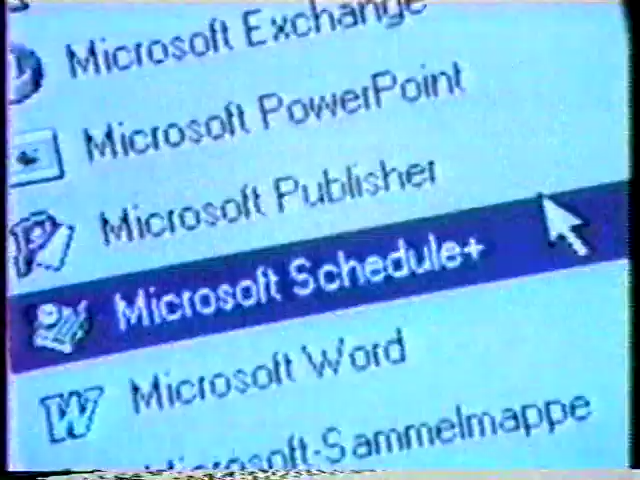 Microsoft Exchange
Microsoft PowerPoint
Microsoft Publisher
Microsoft Schedule+
Microsoft Word
Microsoft-Sammelmappe